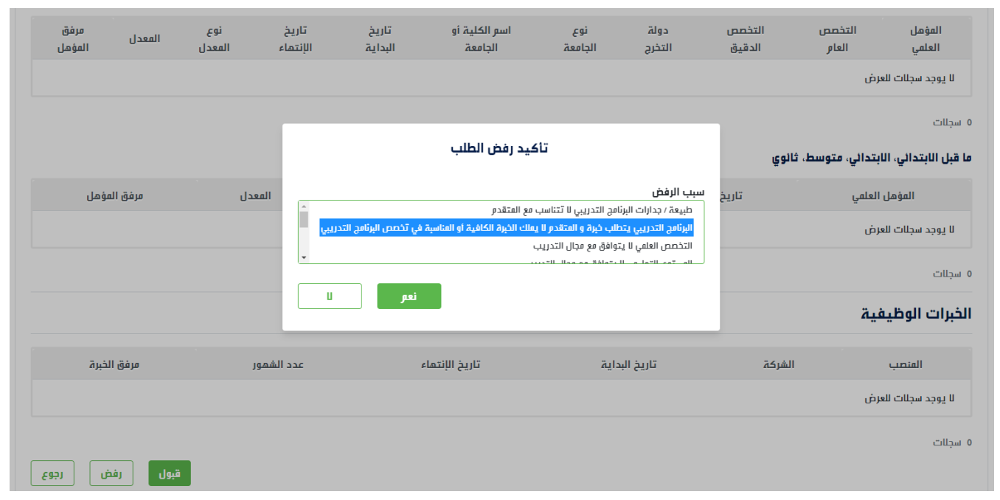 المؤهل العلمي
التخصص العام
التخصص الدقيق
دولة التخرج
نوع الجامعة
اسم الكلية أو الجامعة
تاريخ البداية
تاريخ الإنتهاء
نوع المعدل
المعدل
مرفق المؤهل
لا يوجد سجلات للعرض
0 سجلات
ما قبل الابتدائي، الابتدائي، متوسط، ثانوي
المؤهل العلمي
تاريخ
المعدل
مرفق المؤهل
لا يوجد سجلات للعرض
0 سجلات
تأكيد رفض الطلب
سبب الرفض
طبيعة / جدارات البرنامج التدريبي لا تتناسب مع المتقدم
البرنامج التدريبي يتطلب خبرة و المتقدم لا يملك الخبرة الكافية أو المناسبة في تخصص البرنامج التدريبي
التخصص العلمي لا يتوافق مع مجال التدريب
نعم
لا
الخبرات الوظيفية
المنصب
الشركة
تاريخ البداية
تاريخ الإنتهاء
عدد الشهور
مرفق الخبرة
لا يوجد سجلات للعرض
0 سجلات
قبول
رفض
رجوع